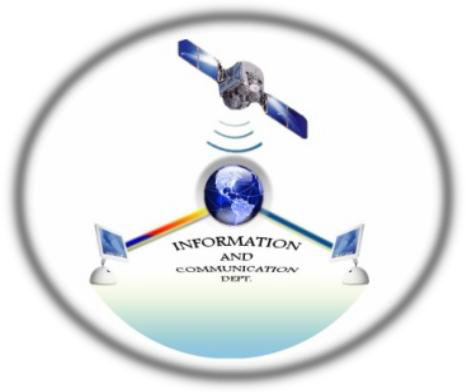 INFORMATION
AND
COMMUNICATION
DEPT.